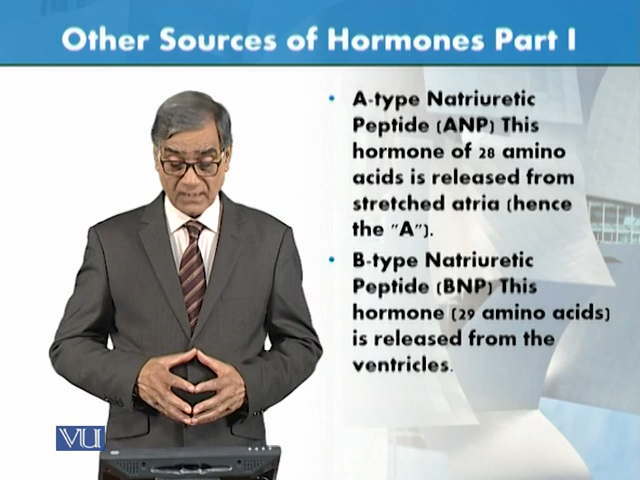 Other Sources of Hormones Part I
• A-type Natriuretic
Peptide (ANP) This
hormone of 28 amino
acids is released from
stretched atria (hence
the "A").
• B-type Natriuretic
Peptide (BNP) This
hormone (29 amino acids)
is released from the
ventricles.
VU